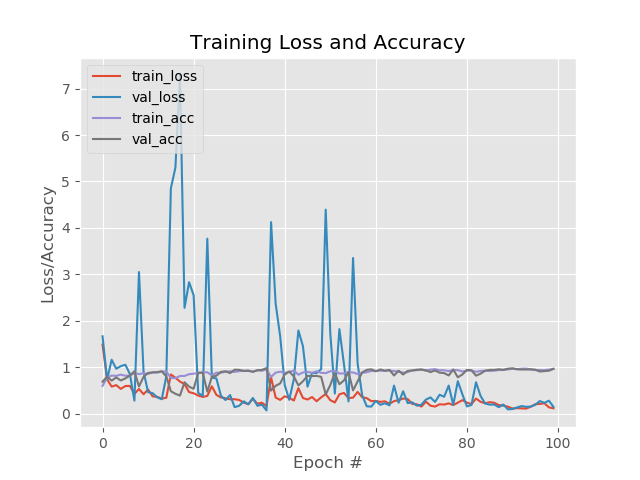 Training Loss and Accuracy
train_loss
val_loss
train_acc
val_acc
7
6
5
4
3
2
1
0
Loss/Accuracy
0 20 40 60 80 100
Epoch #